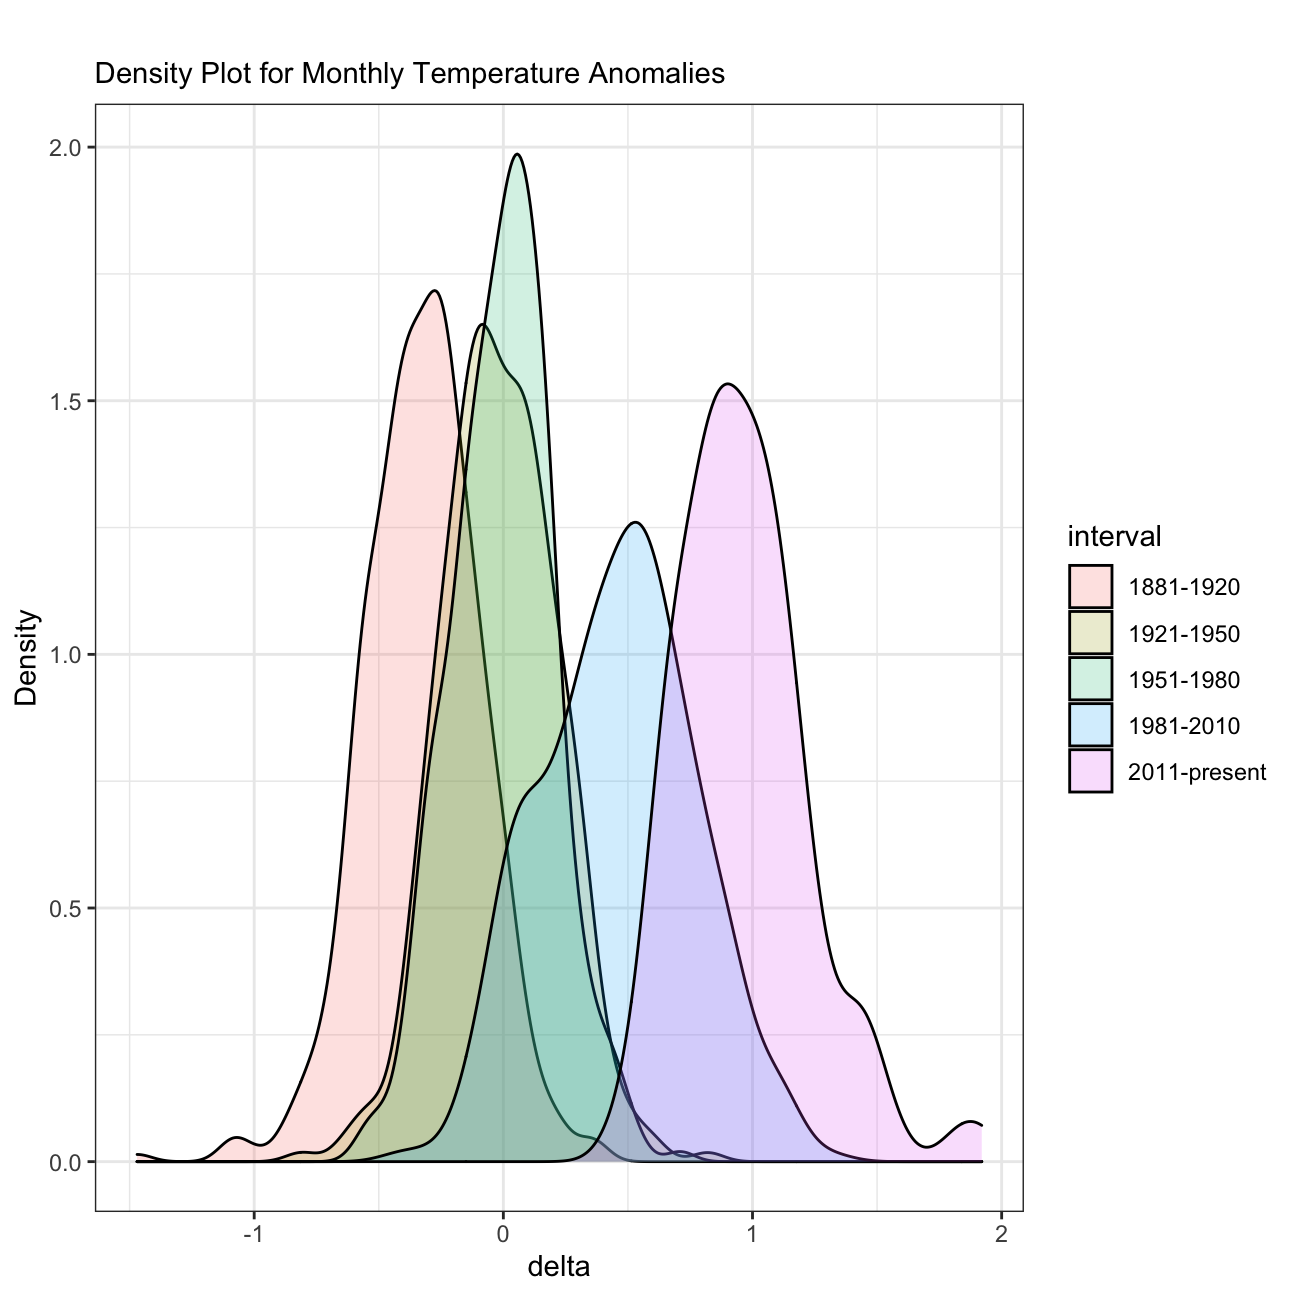 Density Plot for Monthly Temperature Anomalies
2.0
1.5
1.0
0.5
0.0
Density
-1 0 1 2
delta
interval
1881-1920
1921-1950
1951-1980
1981-2010
2011-present